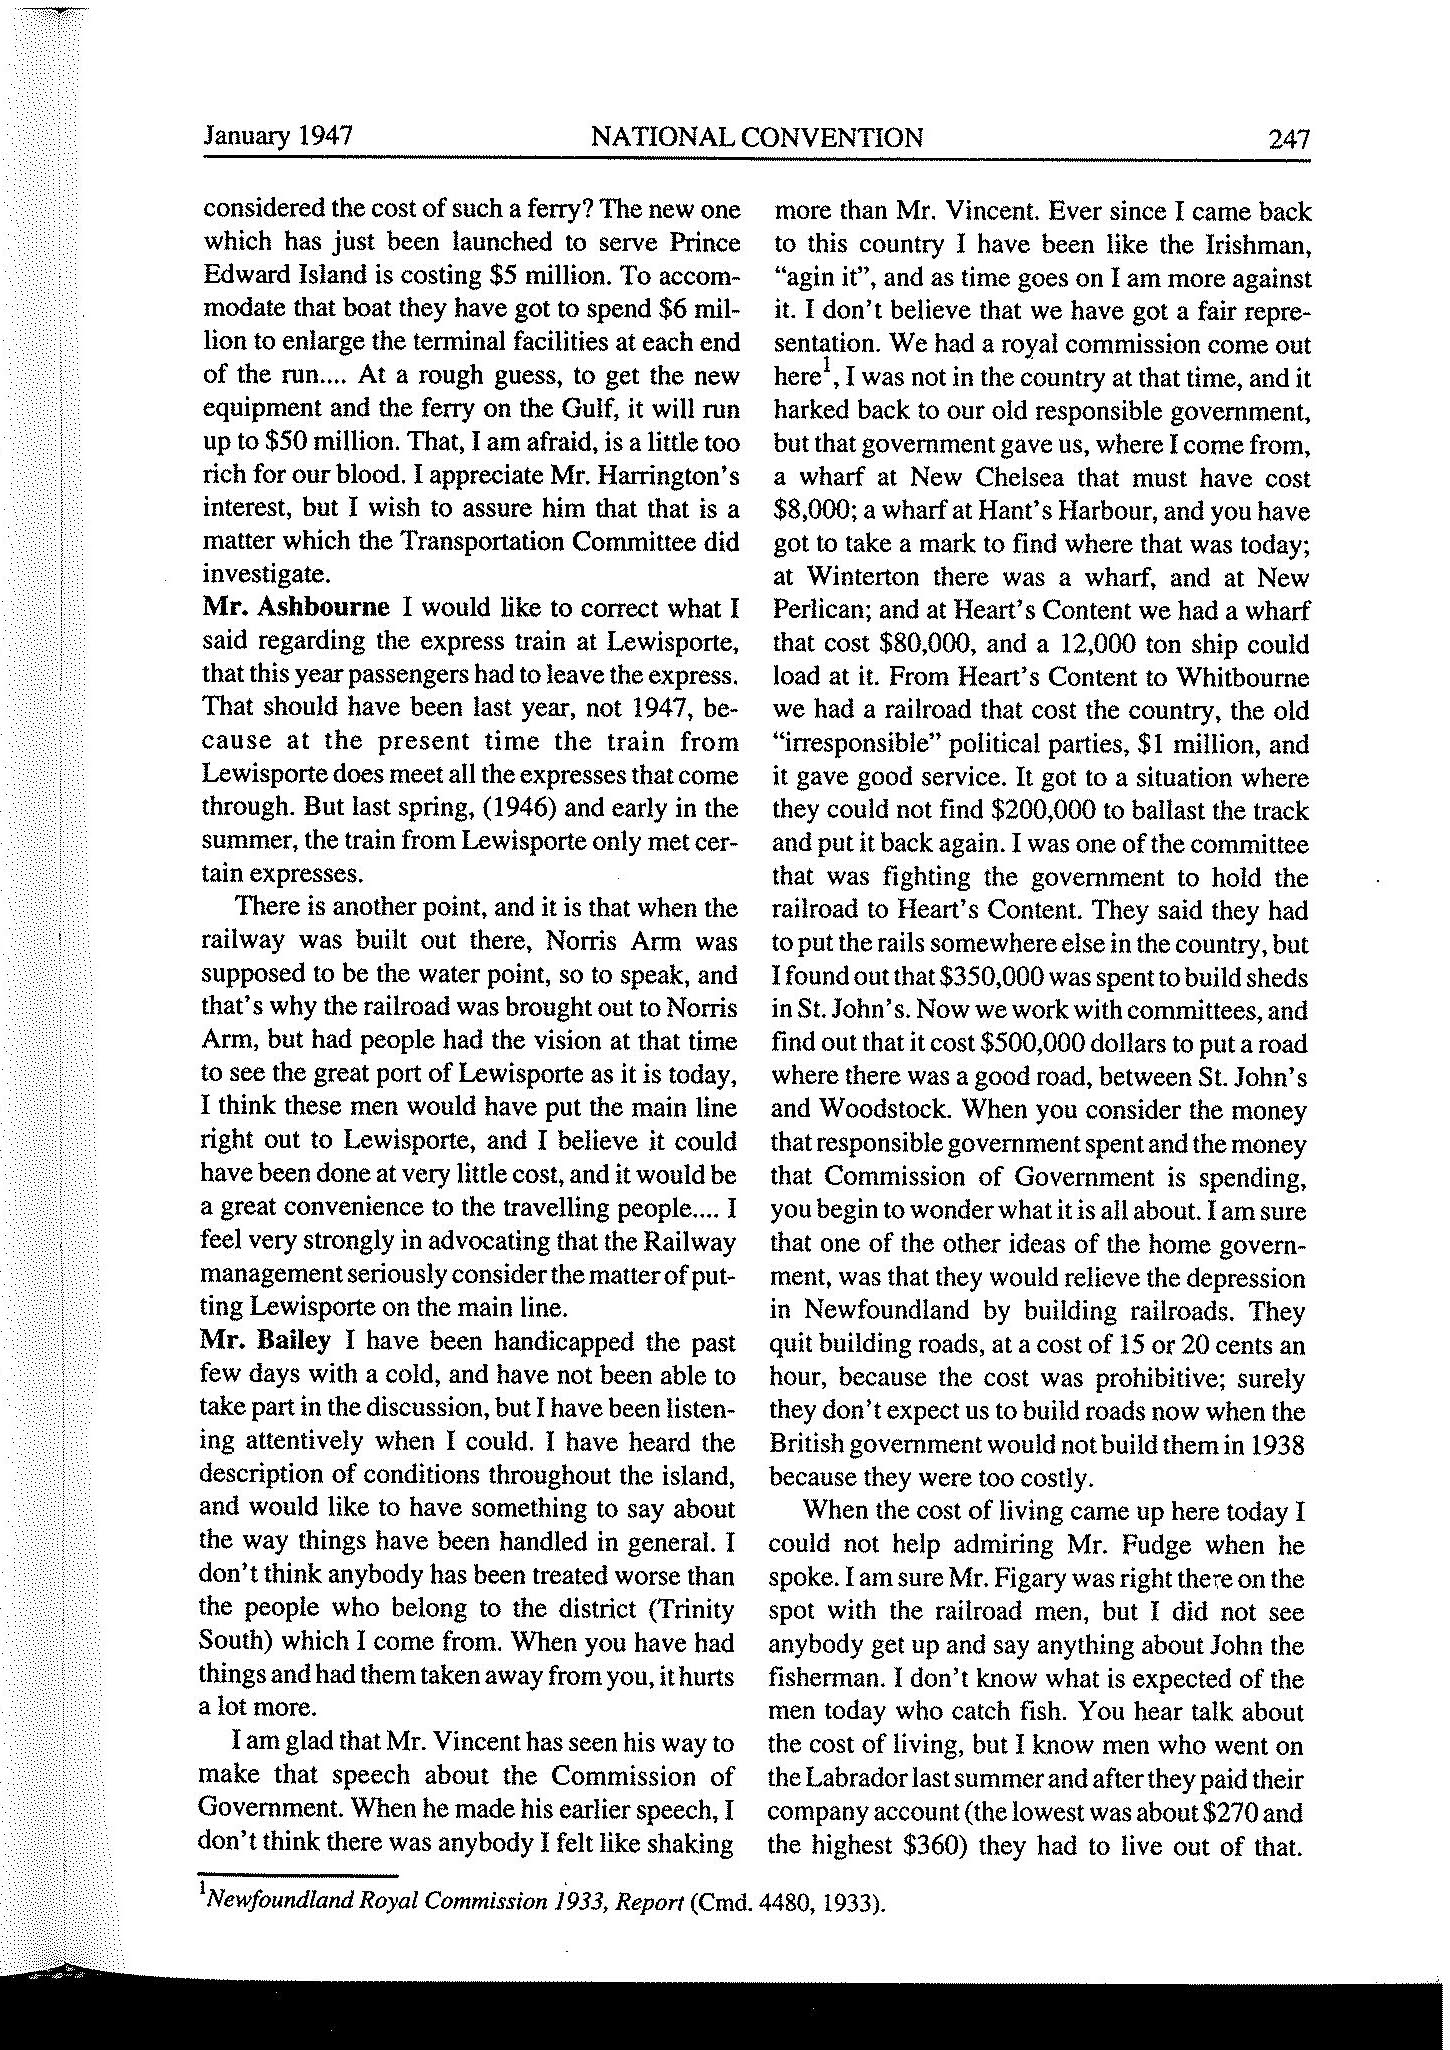 January 1947 NATIONAL CONVENTION 247
considered the cost of such a ferry? The new one
which has just been launched to serve Prince
Edward Island is costing $5 million. To accom-
modate that boat they have got to spend $6 mil-
lion to enlarge the terminal facilities at each end
of the run.... At a rough guess, to get the new
equipment and the ferry on the Gulf, it will run
up to $50 million. That, I am afraid, is a little too
rich for our blood. I appreciate Mr. Harrington's
interest, but I wish to assure him that that is a
matter which the Transportation Committee did
investigate.
Mr. Ashbourne I would like to correct what I
said regarding the express train at Lewisporte,
that this year passengers had to leave the express.
That should have been last year, not 1947, be-
cause at the present time the train from
Lewisporte does meet all the expresses that come
through. But last spring, (1946) and early in the
summer, the train from Lewisporte only met cer-
tain expresses.
There is another point, and it is that when the
railway was built out there, Norris Arm was
supposed to be the water point, so to speak, and
that's why the railroad was brought out to Norris
Arm, but had people had the vision at that time
to see the great port of Lewisporte as it is today,
I think these men would have put the main line
right out to Lewisporte, and I believe it could
have been done at very little cost, and it would be
a great convenience to the travelling people.... I
feel very strongly in advocating that the Railway
management seriously consider the matter of put-
ting Lewisporte on the main line.
Mr. Bailey I have been handicapped the past
few days with a cold, and have not been able to
take part in the discussion, but I have been listen-
ing attentively when I could. I have heard the
description of conditions throughout the island,
and would like to have something to say about
the way things have been handled in general. I
don't think anybody has been treated worse than
the people who belong to the district (Trinity
South) which I come from. When you have had
things and had them taken away from you, it hurts
a lot more.
I am glad that Mr. Vincent has seen his way to
make that speech about the Commission of
Government. When he made his earlier speech, I
don't think there was anybody I felt like shaking
more than Mr. Vincent. Ever since I came back
to this country I have been like the Irishman,
"agin it", and as time goes on I am more against
it. I don't believe that we have got a fair repre-
sentation. We had a royal commission come out
here¹, I was not in the country at that time, and it
harked back to our old responsible government,
but that government gave us, where I come from,
a wharf at New Chelsea that must have cost
$8,000; a wharf at Hant's Harbour, and you have
got to take a mark to find where that was today;
at Winterton there was a wharf, and at New
Perlican; and at Heart's Content we had a wharf
that cost $80,000, and a 12,000 ton ship could
load at it. From Heart's Content to Whitbourne
we had a railroad that cost the country, the old
"irresponsible" political parties, $1 million, and
it gave good service. It got to a situation where
they could not find $200,000 to ballast the track
and put it back again. I was one of the committee
that was fighting the government to hold the
railroad to Heart's Content. They said they had
to put the rails somewhere else in the country, but
I found out that $350,000 was spent to build sheds
in St. John's. Now we work with committees, and
find out that it cost $500,000 dollars to put a road
where there was a good road, between St. John's
and Woodstock. When you consider the money
that responsible government spent and the money
that Commission of Government is spending,
you begin to wonder what it is all about. I am sure
that one of the other ideas of the home govern-
ment, was that they would relieve the depression
in Newfoundland by building railroads. They
quit building roads, at a cost of 15 or 20 cents an
hour, because the cost was prohibitive; surely
they don't expect us to build roads now when the
British government would not build them in 1938
because they were too costly.
When the cost of living came up here today I
could not help admiring Mr. Fudge when he
spoke. I am sure Mr. Figary was right there on the
spot with the railroad men, but I did not see
anybody get up and say anything about John the
fisherman. I don't know what is expected of the
men today who catch fish. You hear talk about
the cost of living, but I know men who went on
the Labrador last summer and after they paid their
company account (the lowest was about $270 and
the highest $360) they had to live out of that.
¹Newfoundland Royal Commission 1933, Report (Cmd. 4480, 1933).